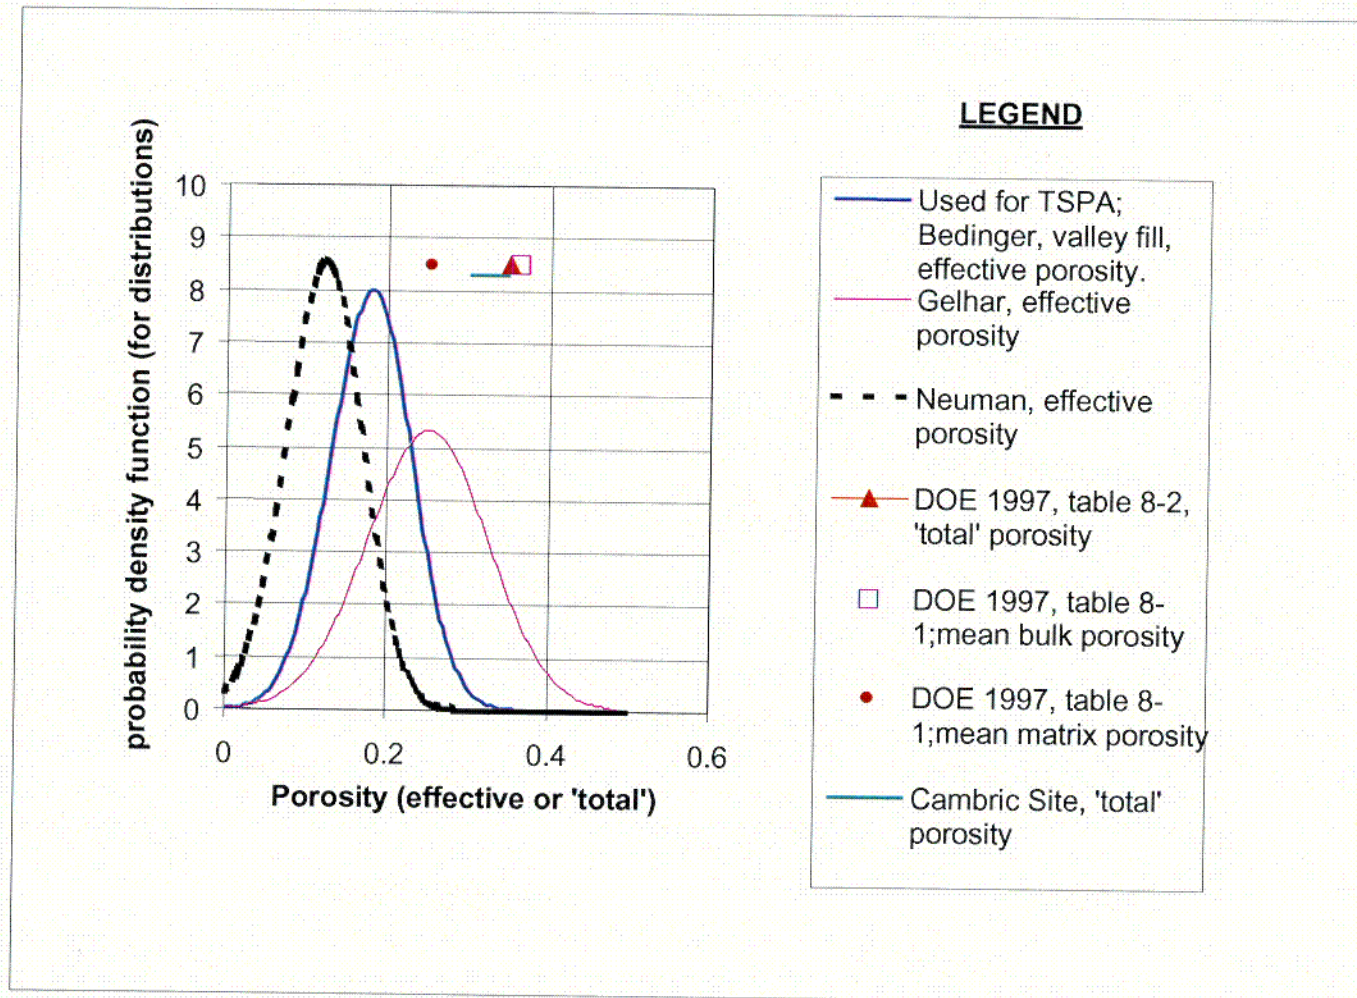 LEGEND
probability density function (for distributions)
10
9
8
7
6
5
4
3
2
1
0
0
0.2
0.4
0.6
Porosity (effective or 'total')
Used for TSPA;
Bedinger, valley fill,
effective porosity.
Gelhar, effective
porosity
Neuman, effective
porosity
DOE 1997, table 8-2,
'total' porosity
DOE 1997, table 8-
1;mean bulk porosity
DOE 1997, table 8-
1;mean matrix porosity
Cambric Site, 'total'
porosity